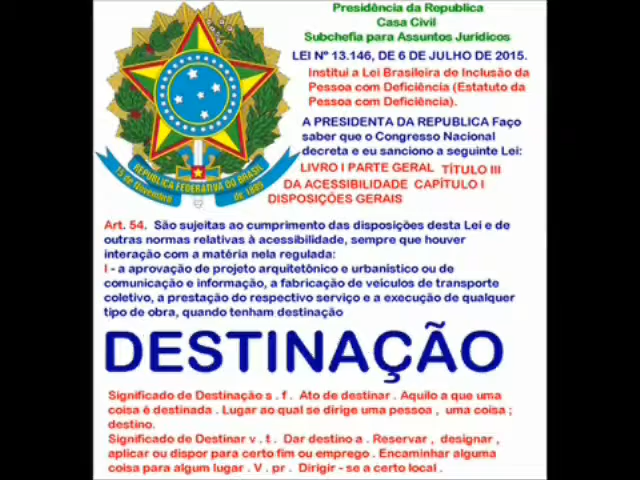 Presidência da Republica
Casa Civil
Subchefia para Assuntos Jurídicos
LEI Nº 13.146, DE 6 DE JULHO DE 2015.
Institui a Lei Brasileira de Inclusão da
Pessoa com Deficiência (Estatuto da
Pessoa com Deficiência).
A PRESIDENTA DA REPUBLICA Faço
saber que o Congresso Nacional
decreta e eu sanciono a seguinte Lei:
LIVRO I PARTE GERAL TÍTULO III
DA ACESSIBILIDADE CAPÍTULO I
DISPOSIÇÕES GERAIS
REPUBLICA FEDERATIVA DO BRASIL
15 de Novembro de 1889
Art. 54. São sujeitas ao cumprimento das disposições desta Lei e de
outras normas relativas à acessibilidade, sempre que houver
interação com a matéria nela regulada:
I - a aprovação de projeto arquitetônico e urbanístico ou de
comunicação e informação, a fabricação de veículos de transporte
coletivo, a prestação do respectivo serviço e a execução de qualquer
tipo de obra, quando tenham destinação
DESTINAÇÃO
Significado de Destinação s . f . Ato de destinar . Aquilo a que uma
coisa é destinada . Lugar ao qual se dirige uma pessoa , uma coisa ;
destino.
Significado de Destinar v . t . Dar destino a . Reservar , designar ,
aplicar ou dispor para certo fim ou emprego . Encaminhar alguma
coisa para algum lugar . V . pr . Dirigir - se a certo local .